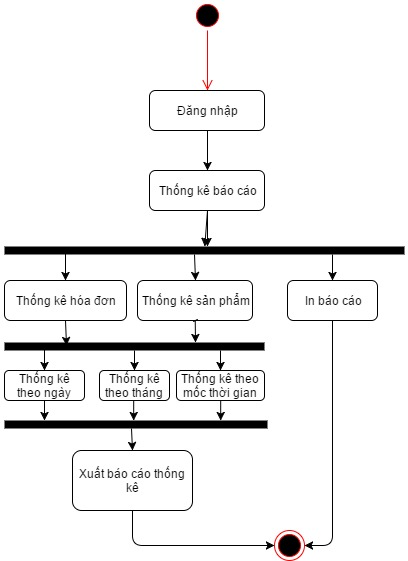 Đăng nhập
Thống kê báo cáo
Thống kê hóa đơn
Thống kê sản phẩm
In báo cáo
Thống kê
theo ngày
Thống kê
theo tháng
Thống kê theo
mốc thời gian
Xuất báo cáo thống
kê